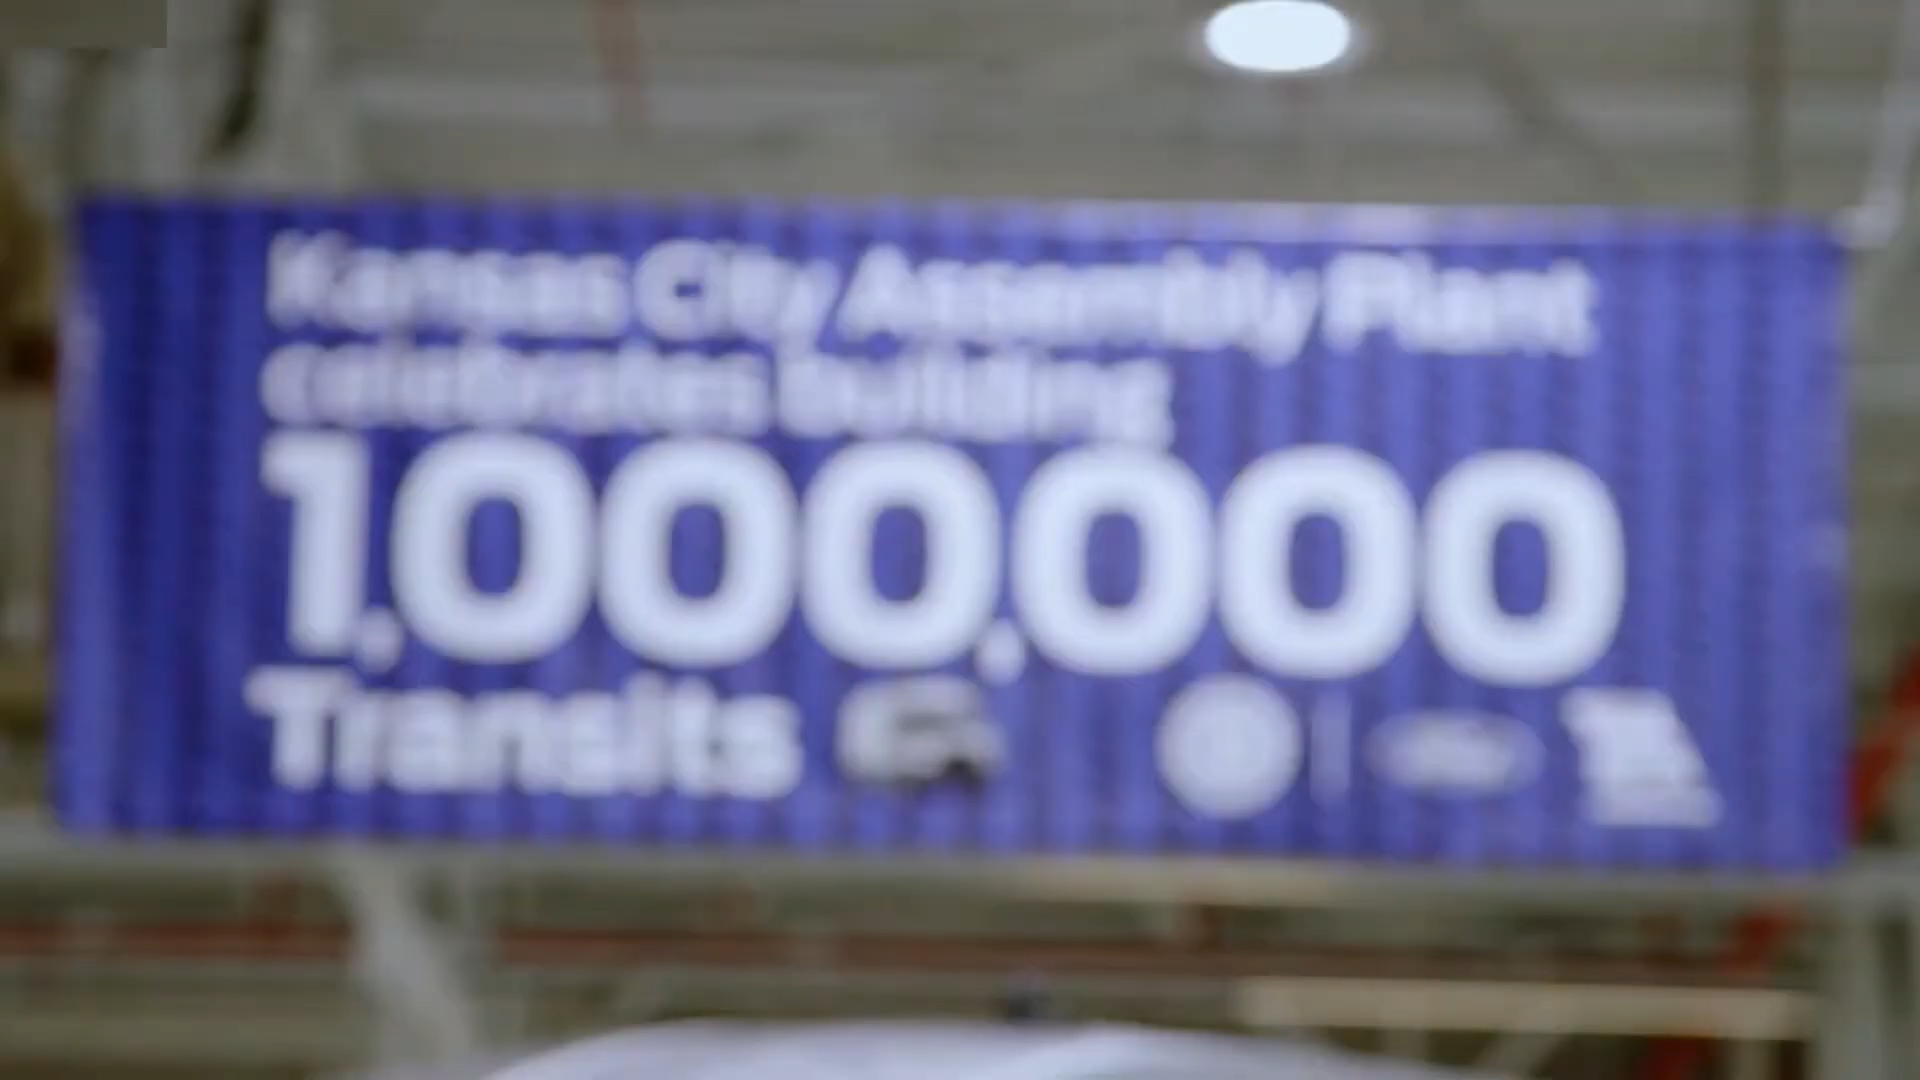 Kansas City Assembly Plant
celebrates building
1,000,000
Transits